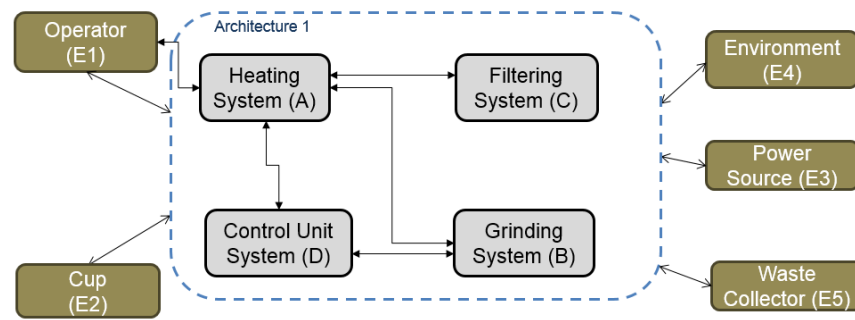 Architecture 1
Operator
(E1)
Heating
System (A)
Filtering
System (C)
Environment
(E4)
Power
Source (E3)
Control Unit
System (D)
Grinding
System (B)
Cup
(E2)
Waste
Collector (E5)